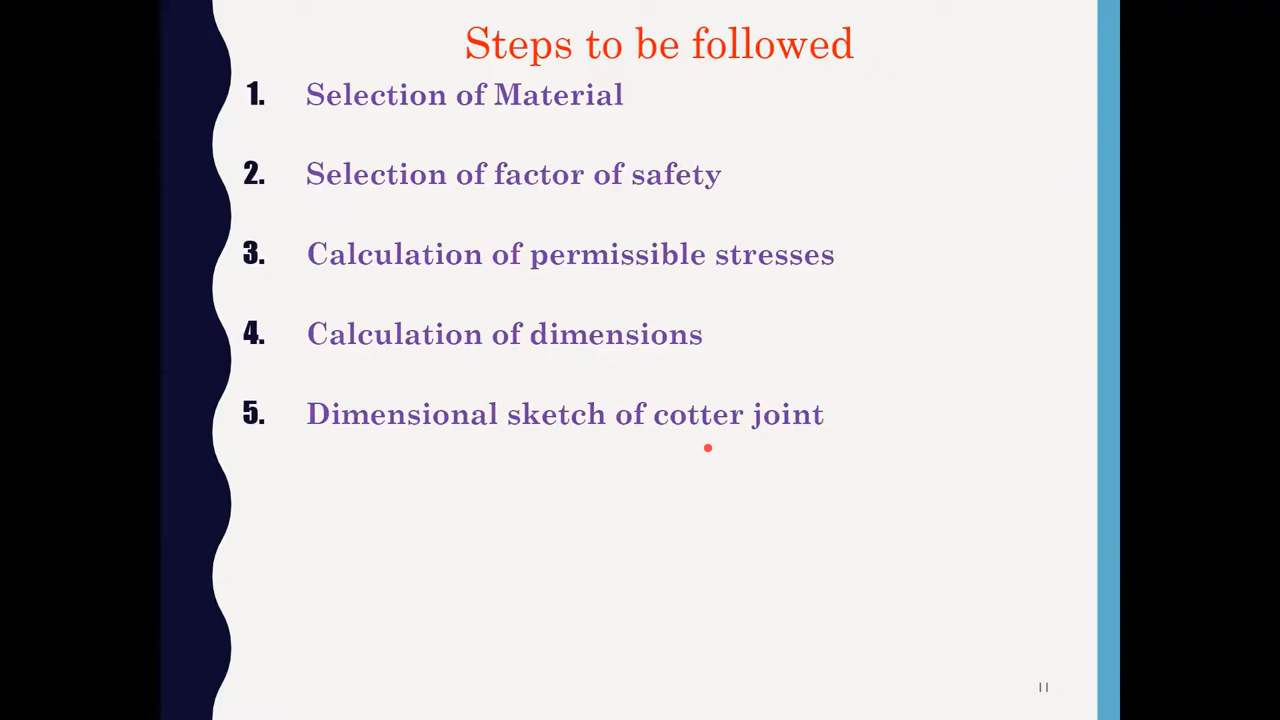 Steps to be followed
1. Selection of Material
2. Selection of factor of safety
3. Calculation of permissible stresses
4. Calculation of dimensions
5. Dimensional sketch of cotter joint
11